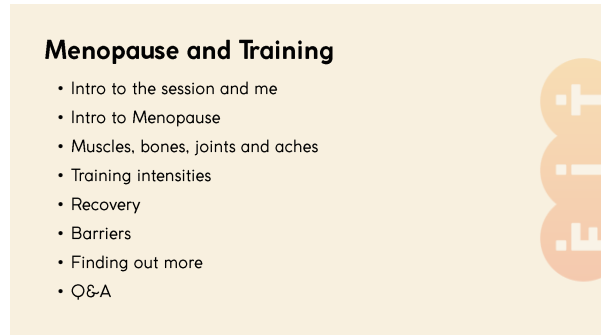 Menopause and Training
• Intro to the session and me
• Intro to Menopause
• Muscles, bones, joints and aches
• Training intensities
• Recovery
• Barriers
• Finding out more
• Q&A